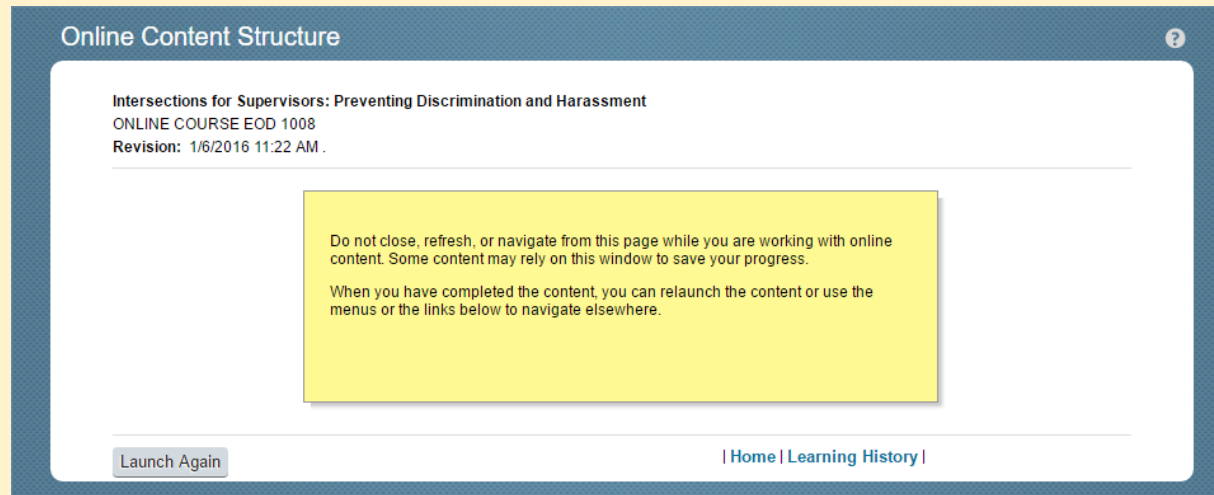 Online Content Structure
?
Intersections for Supervisors: Preventing Discrimination and Harassment
ONLINE COURSE EOD 1008
Revision: 1/6/2016 11:22 AM .
Do not close, refresh, or navigate from this page while you are working with online
content. Some content may rely on this window to save your progress.
When you have completed the content, you can relaunch the content or use the
menus or the links below to navigate elsewhere.
Launch Again
| Home | Learning History |